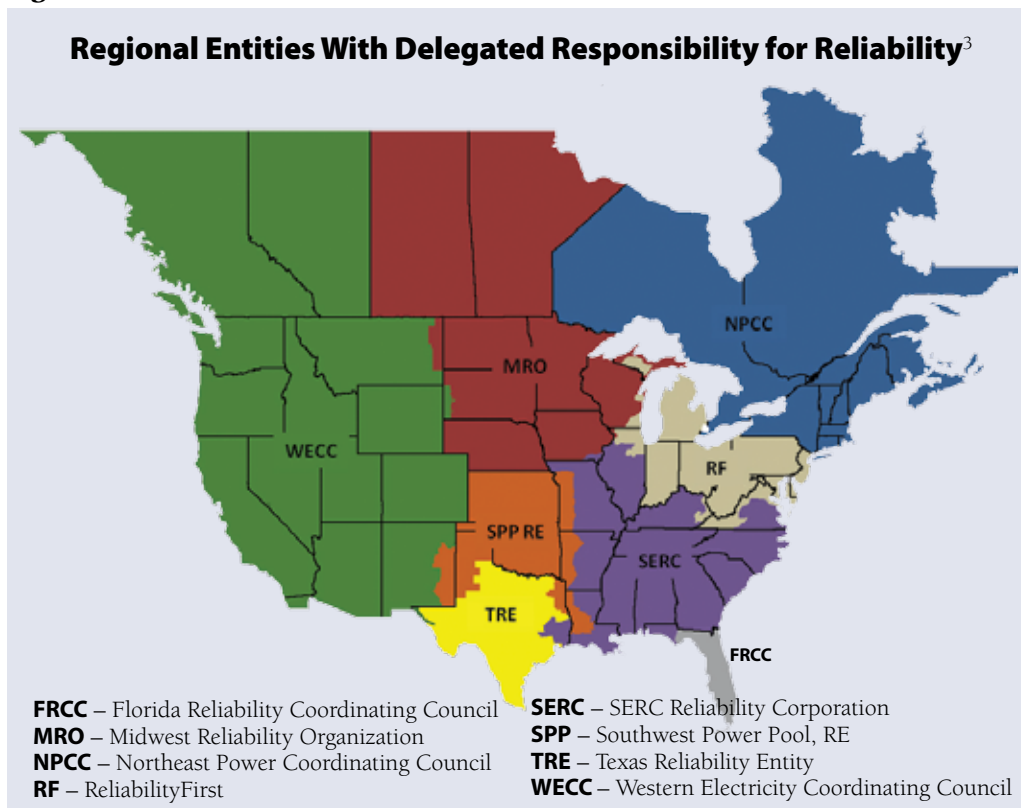 Regional Entities With Delegated Responsibility for Reliability3
NPCC
MRO
WECC
RF
SPP RE
SERC
TRE
FRCC
FRCC – Florida Reliability Coordinating Council
MRO – Midwest Reliability Organization
NPCC – Northeast Power Coordinating Council
RF – ReliabilityFirst
SERC – SERC Reliability Corporation
SPP – Southwest Power Pool, RE
TRE – Texas Reliability Entity
WECC – Western Electricity Coordinating Council